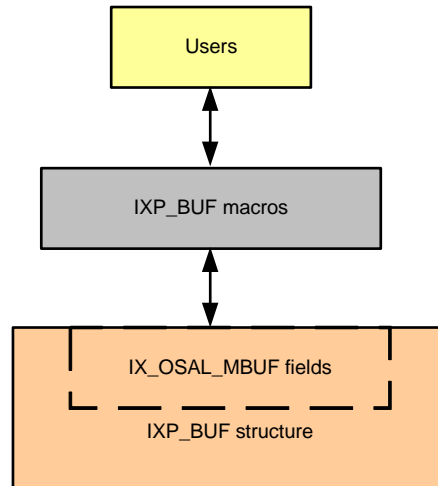 Users
IXP_BUF macros
IX_OSAL_MBUF fields
IXP_BUF structure